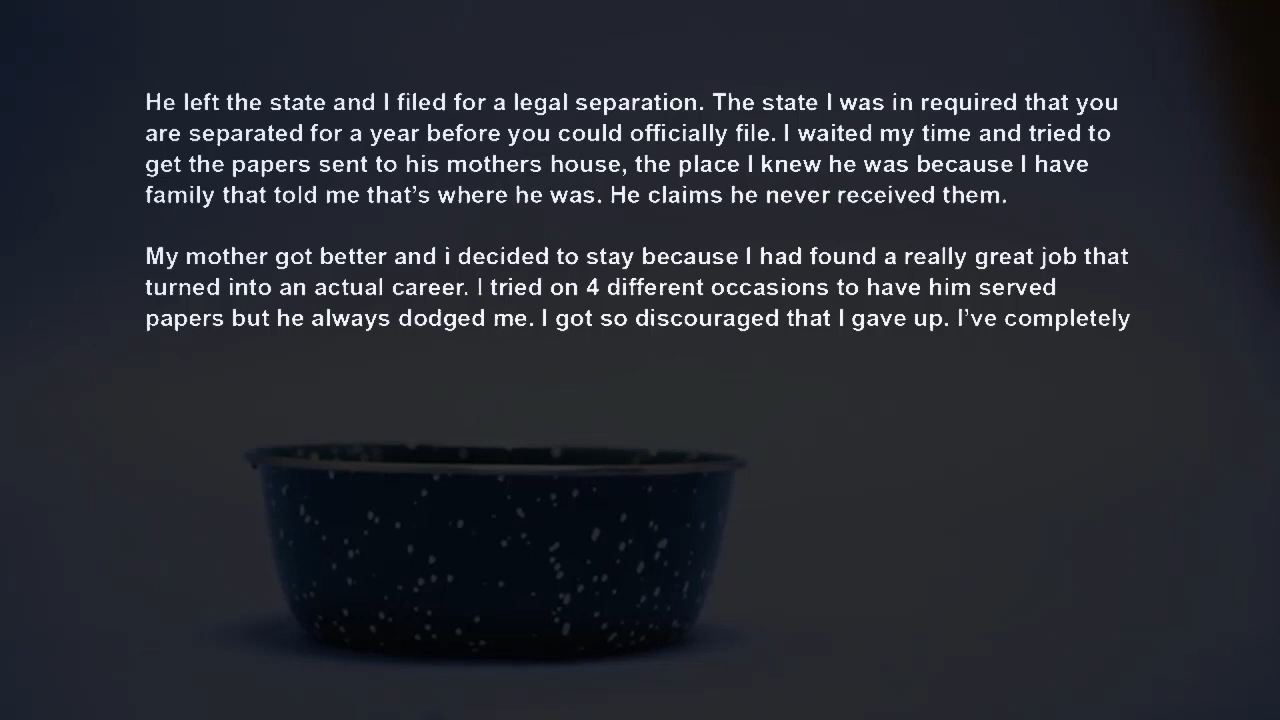 He left the state and I filed for a legal separation. The state I was in required that you
are separated for a year before you could officially file. I waited my time and tried to
get the papers sent to his mothers house, the place I knew he was because I have
family that told me that’s where he was. He claims he never received them.
My mother got better and i decided to stay because I had found a really great job that
turned into an actual career. I tried on 4 different occasions to have him served
papers but he always dodged me. I got so discouraged that I gave up. I’ve completely